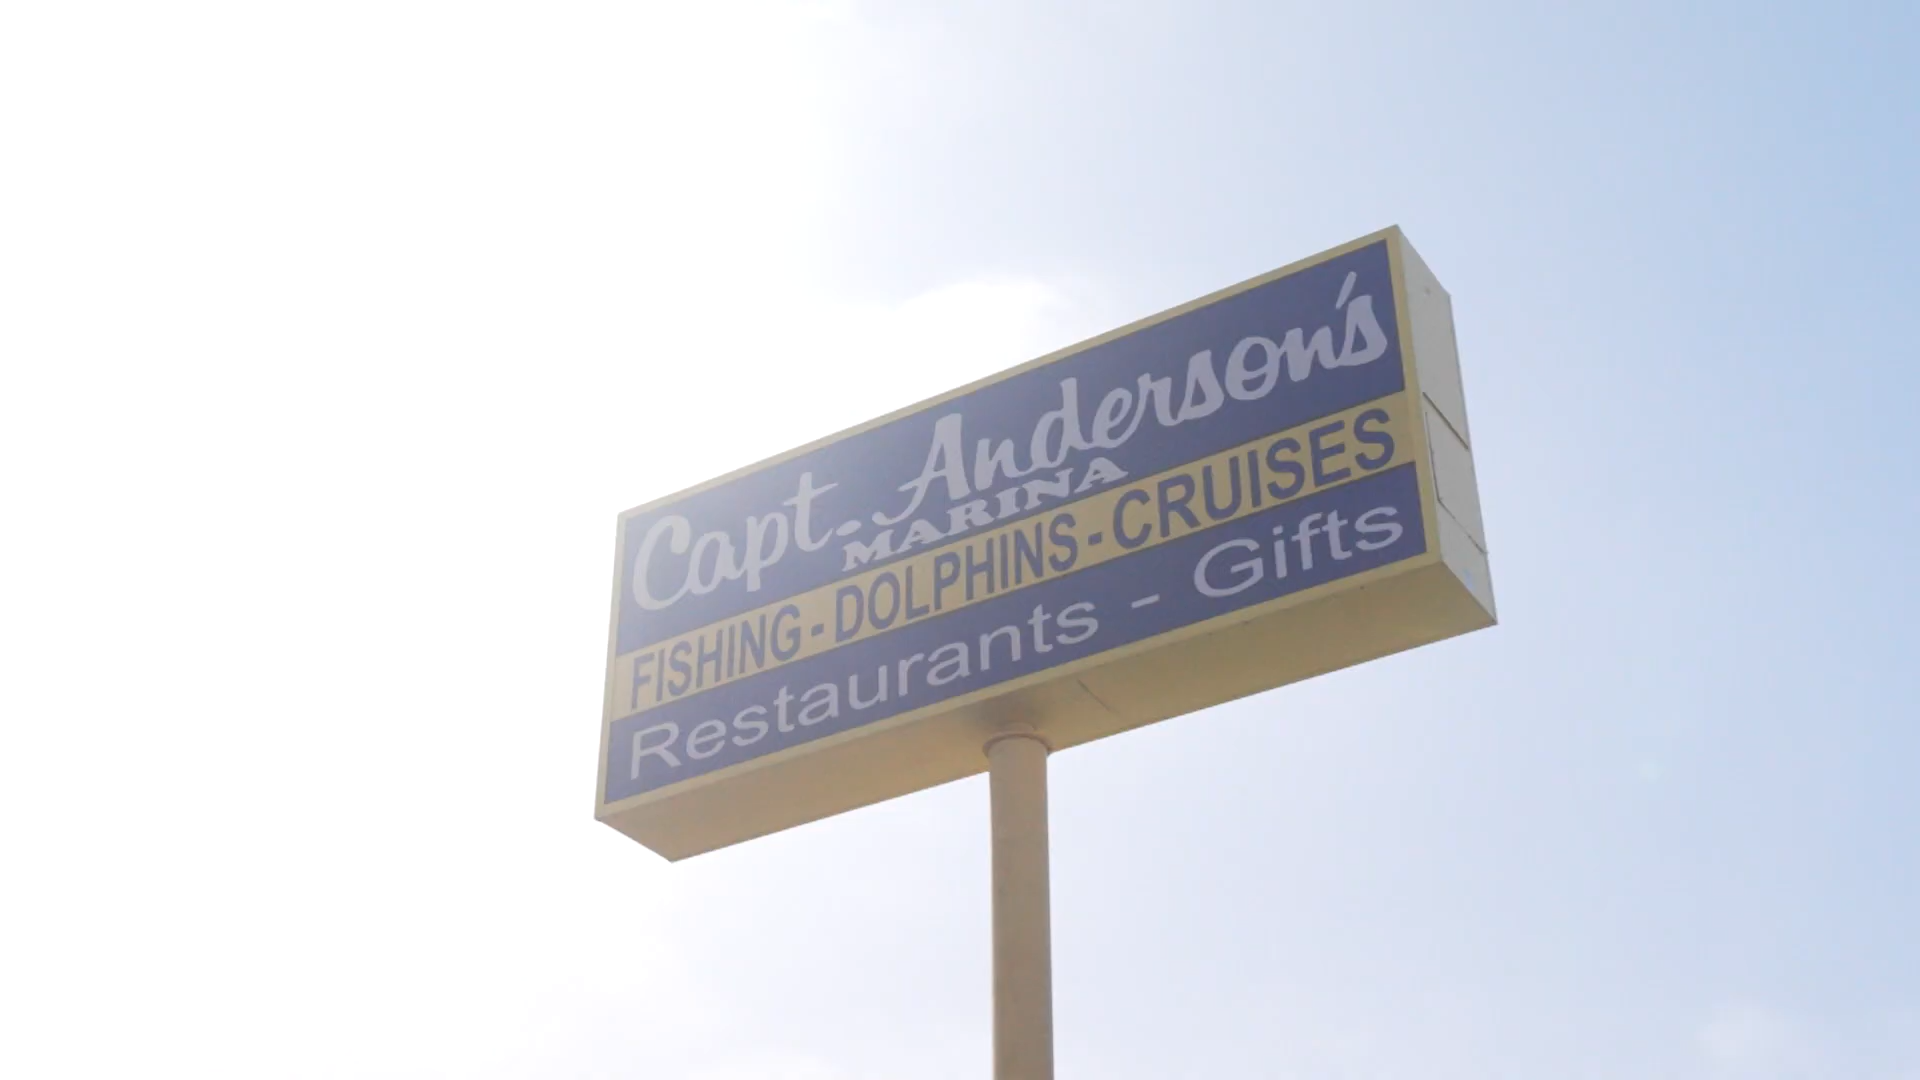 Capt. Anderson's
MARINA
FISHING - DOLPHINS - CRUISES
Restaurants - Gifts